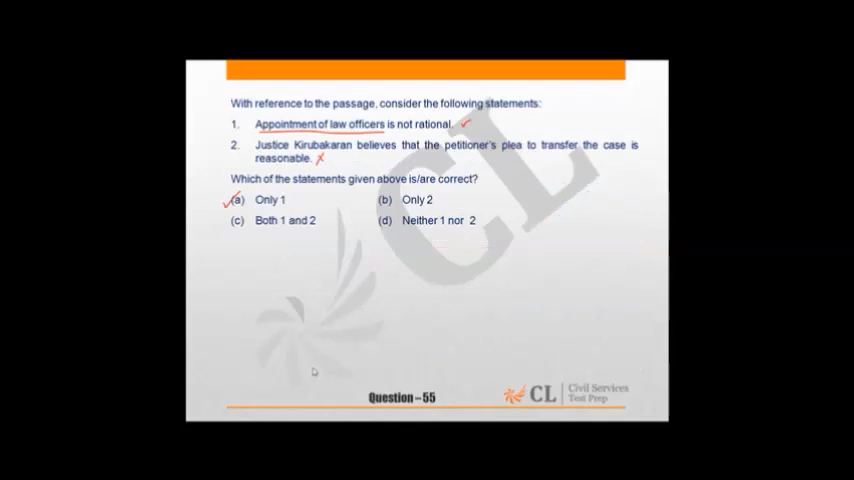 With reference to the passage, consider the following statements:
1. Appointment of law officers is not rational.
2. Justice Kirubakaran believes that the petitioner's plea to transfer the case is
reasonable.
Which of the statements given above is/are correct?
(a) Only 1 (b) Only 2
(c) Both 1 and 2 (d) Neither 1 nor 2
CL
Question – 55
CL Civil Services
Test Prep